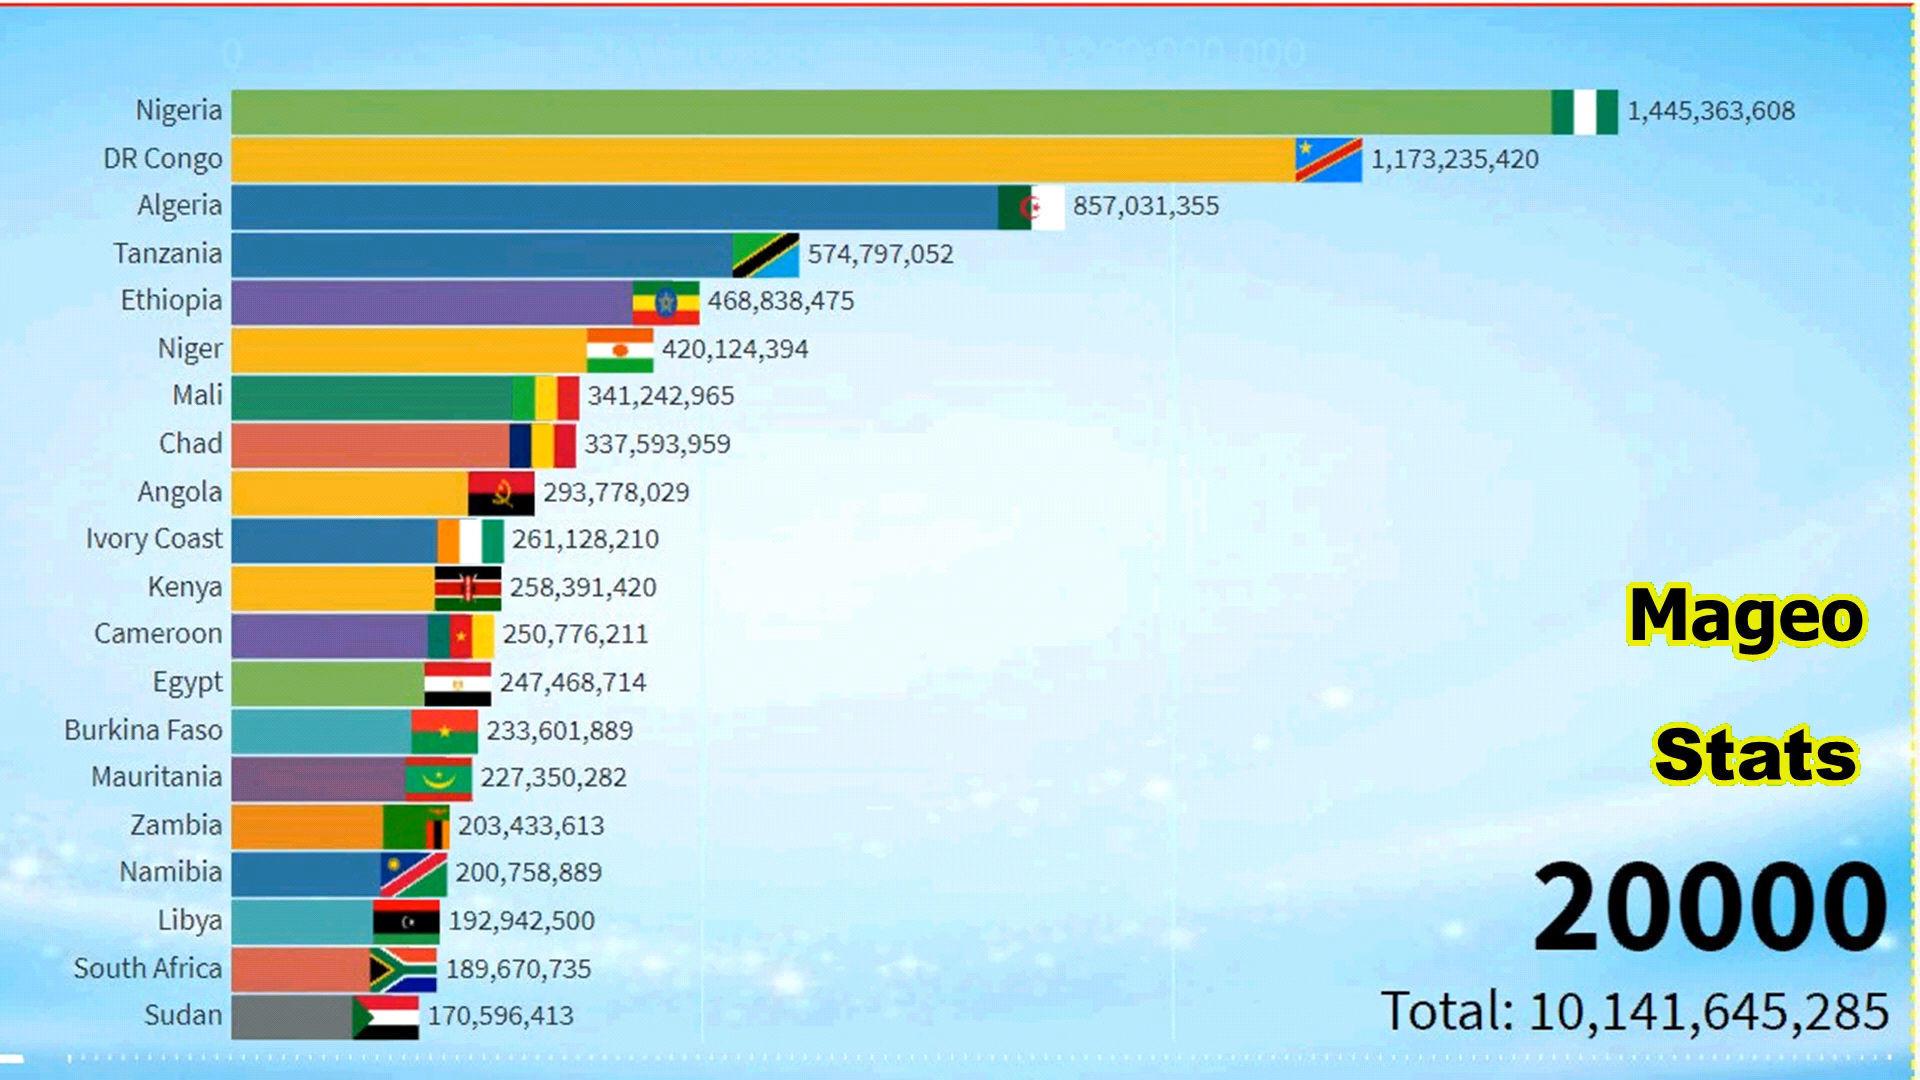 0
Nigeria 1,445,363,608
DR Congo 1,173,235,420
Algeria 857,031,355
Tanzania 574,797,052
Ethiopia 468,838,475
Niger 420,124,394
Mali 341,242,965
Chad 337,593,959
Angola 293,778,029
Ivory Coast 261,128,210
Kenya 258,391,420
Cameroon 250,776,211
Egypt 247,468,714
Burkina Faso 233,601,889
Mauritania 227,350,282
Zambia 203,433,613
Namibia 200,758,889
Libya 192,942,500
South Africa 189,670,735
Sudan 170,596,413
Mageo
Stats
20000
Total: 10,141,645,285